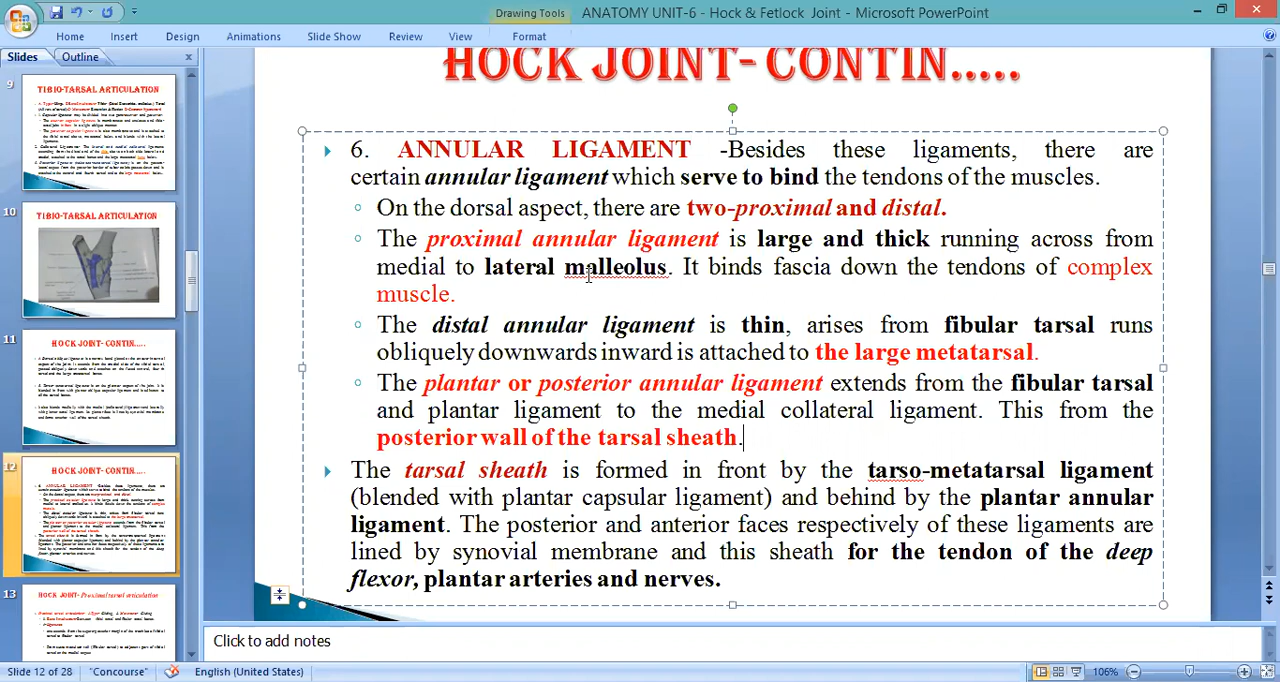 Drawing Tools
ANATOMY UNIT-6 - Hock & Fetlock Joint - Microsoft PowerPoint
Home Insert Design Animations Slide Show Review View Format
Slides Outline
9
TIBIO-TARSAL ARTICULATION
10
TIBIO-TARSAL ARTICULATION
11
HOCK JOINT- CONTIN....
12
HOCK JOINT- CONTIN....
13
HOCK JOINT- Proximal tarsal articulation
HOCK JOINT- CONTIN.....
6. ANNULAR LIGAMENT -Besides these ligaments, there are
certain annular ligament which serve to bind the tendons of the muscles.
On the dorsal aspect, there are two-proximal and distal.
The proximal annular ligament is large and thick running across from
medial to lateral malleolus. It binds fascia down the tendons of complex
muscle.
The distal annular ligament is thin, arises from fibular tarsal runs
obliquely downwards inward is attached to the large metatarsal.
The plantar or posterior annular ligament extends from the fibular tarsal
and plantar ligament to the medial collateral ligament. This from the
posterior wall of the tarsal sheath.
The tarsal sheath is formed in front by the tarso-metatarsal ligament
(blended with plantar capsular ligament) and behind by the plantar annular
ligament. The posterior and anterior faces respectively of these ligaments are
lined by synovial membrane and this sheath for the tendon of the deep
flexor, plantar arteries and nerves.
Click to add notes
Slide 12 of 28 "Concourse" English (United States) 106%